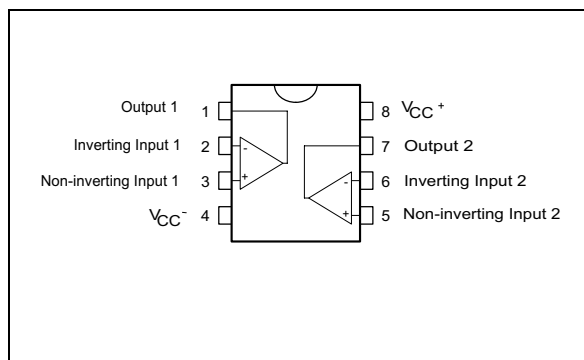 Output 1 1 8 VCC+
Inverting Input 1 2 - 7 Output 2
Non-inverting Input 1 3 + - 6 Inverting Input 2
VCC- 4 + 5 Non-inverting Input 2